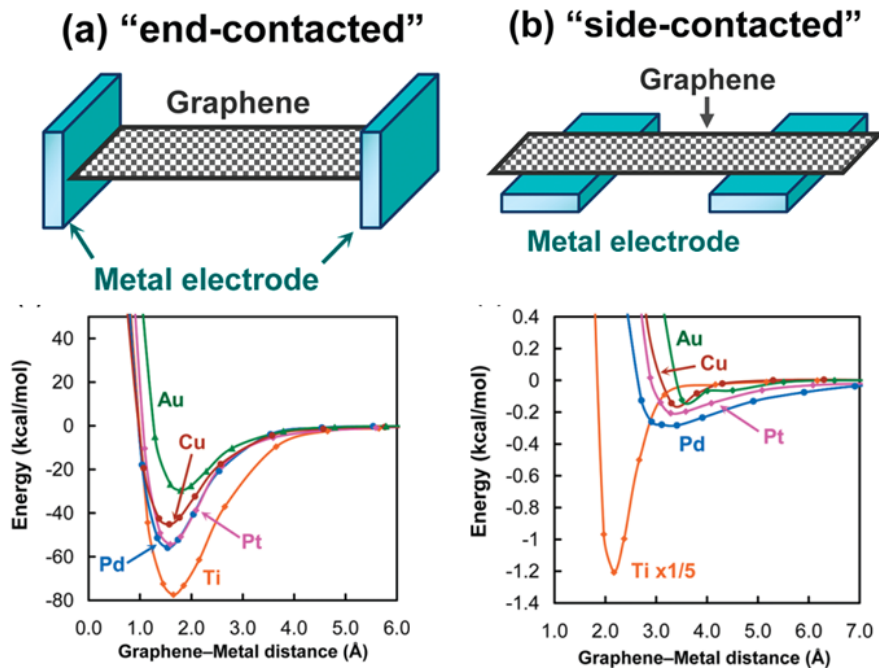 (a) “end-contacted”
Graphene
Metal electrode
(b) “side-contacted”
Graphene
Metal electrode
Energy (kcal/mol)
40
20
0
-20
-40
-60
-80
Au
Cu
Pt
Pd
Ti
0.0 1.0 2.0 3.0 4.0 5.0 6.0
Graphene–Metal distance (Å)
Energy (kcal/mol)
0.4
0.2
0
-0.2
-0.4
-0.6
-0.8
-1
-1.2
-1.4
Au
Cu
Pt
Pd
Ti x1/5
1.0 2.0 3.0 4.0 5.0 6.0 7.0
Graphene–Metal distance (Å)